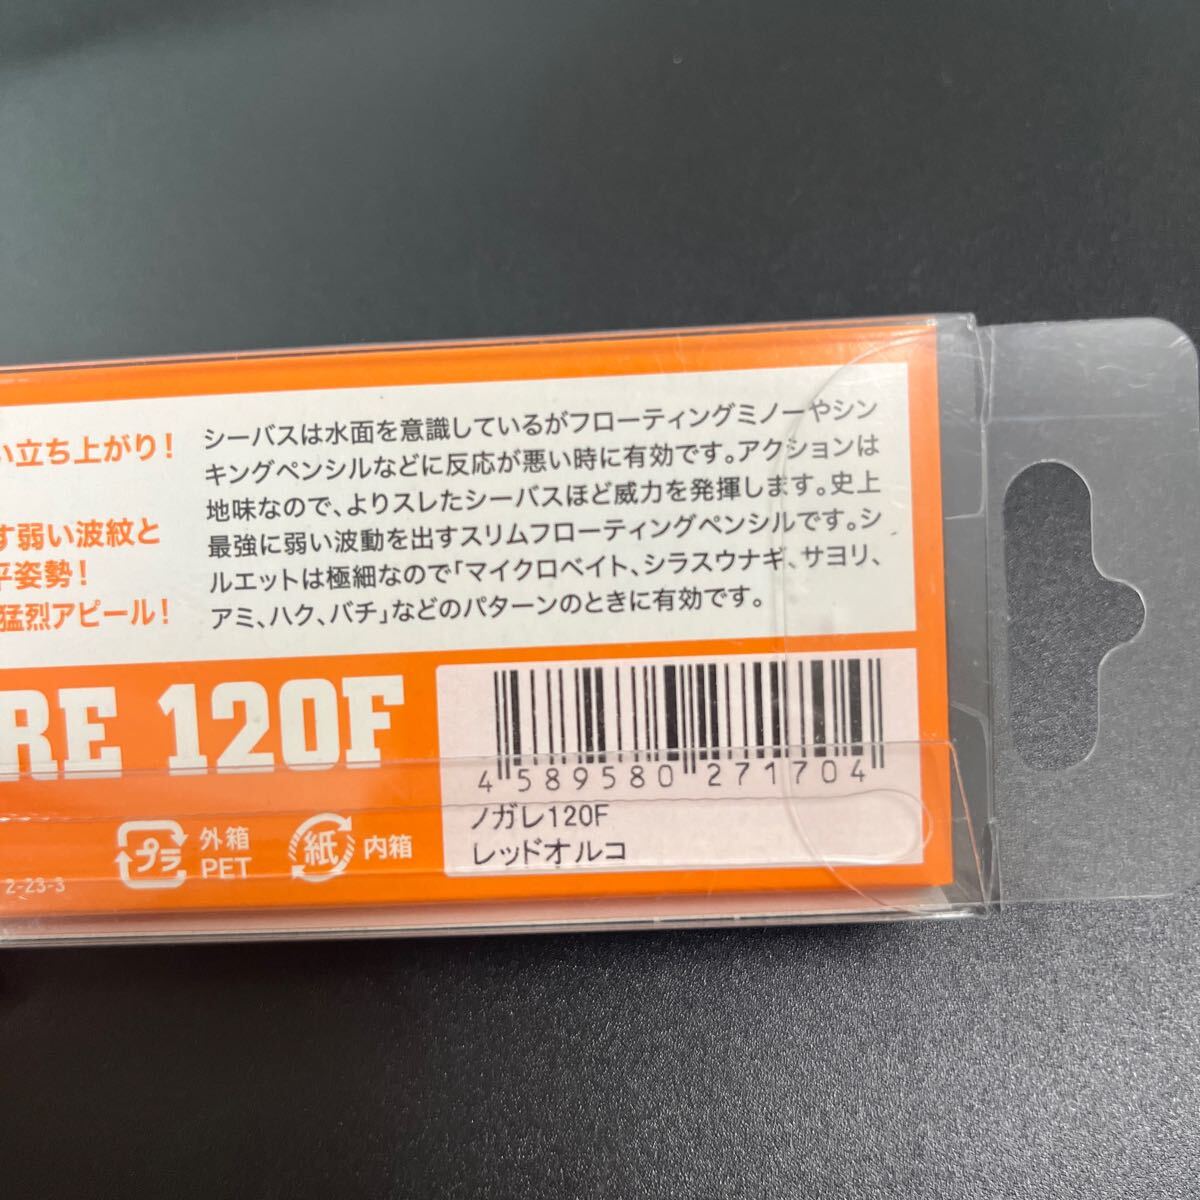 い立ち上がり！
す弱い波紋と
平姿勢！
猛烈アピール！
シーバスは水面を意識しているがフローティングミノーやシン
キングペンシルなどに反応が悪い時に有効です。アクションは
地味なので、よりスレたシーバスほど威力を発揮します。史上
最強に弱い波動を出すスリムフローティングペンシルです。シ
ルエットは極細なので「マイクロベイト、シラスウナギ、サヨリ、
アミ、ハク、バチ」などのパターンのときに有効です。
RE 120F
4 589580 271704
ノガレ120F
レッドオルコ
プラ
外箱
PET
紙
内箱
2-23-3